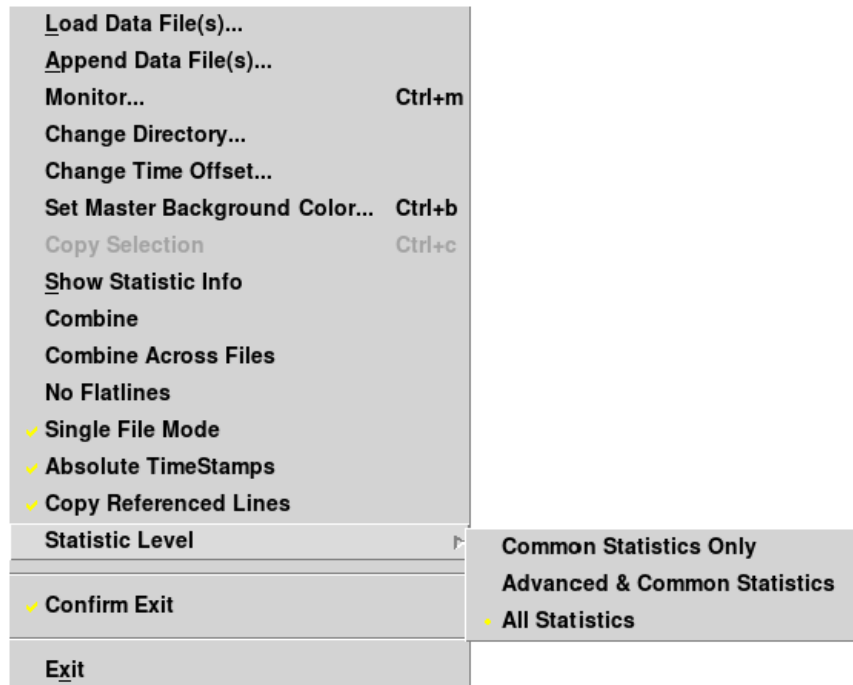 Load Data File(s)...
Append Data File(s)...
Monitor... Ctrl+m
Change Directory...
Change Time Offset...
Set Master Background Color... Ctrl+b
Copy Selection Ctrl+c
Show Statistic Info
Combine
Combine Across Files
No Flatlines
Single File Mode
Absolute TimeStamps
Copy Referenced Lines
Statistic Level
Common Statistics Only
Advanced & Common Statistics
All Statistics
Confirm Exit
Exit